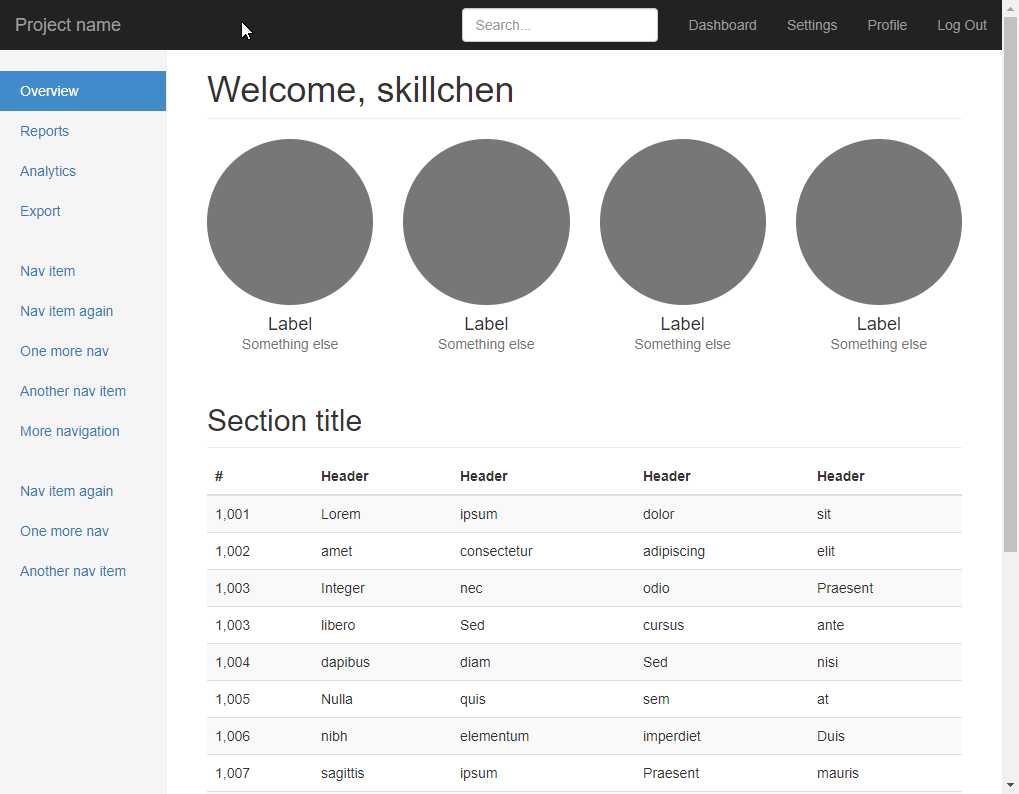 Project name Search... Dashboard Settings Profile Log Out
Overview
Reports
Analytics
Export
Nav item
Nav item again
One more nav
Another nav item
More navigation
Nav item again
One more nav
Another nav item
Welcome, skillchen
Label Label Label Label
Something else Something else Something else Something else
Section title
# Header Header Header Header
1,001 Lorem ipsum dolor sit
1,002 amet consectetur adipiscing elit
1,003 Integer nec odio Praesent
1,003 libero Sed cursus ante
1,004 dapibus diam Sed nisi
1,005 Nulla quis sem at
1,006 nibh elementum imperdiet Duis
1,007 sagittis ipsum Praesent mauris